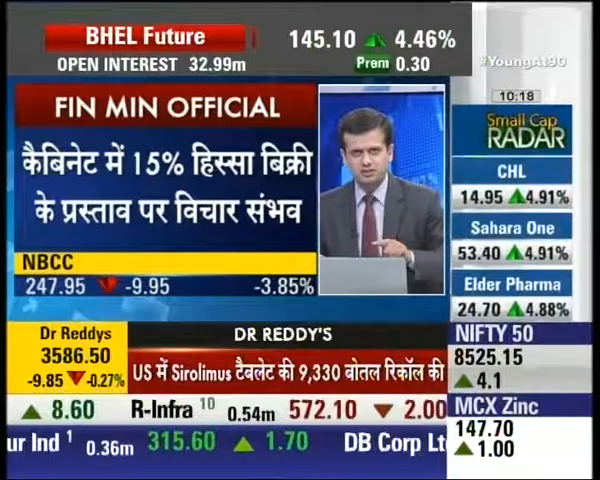 BHEL Future
145.10 4.46%
OPEN INTEREST 32.99m
Prem 0.30
#YoungAt90
10:18
FIN MIN OFFICIAL
कैबिनेट में 15% हिस्सा बिक्री
के प्रस्ताव पर विचार संभव
NBCC
247.95 -9.95 -3.85%
Small Cap
RADAR
CHL
14.95 4.91%
Sahara One
53.40 4.91%
Elder Pharma
24.70 4.88%
Dr Reddys
3586.50
-9.85 -0.27%
DR REDDY'S
US में Sirolimus टैबलेट की 9,330 बोतल रिकॉल की
NIFTY 50
8525.15
4.1
8.60 R-Infra 10 0.54m 572.10 2.00
MCX Zinc
147.70
1.00
ur Ind 1 0.36m 315.60 1.70 DB Corp Lt